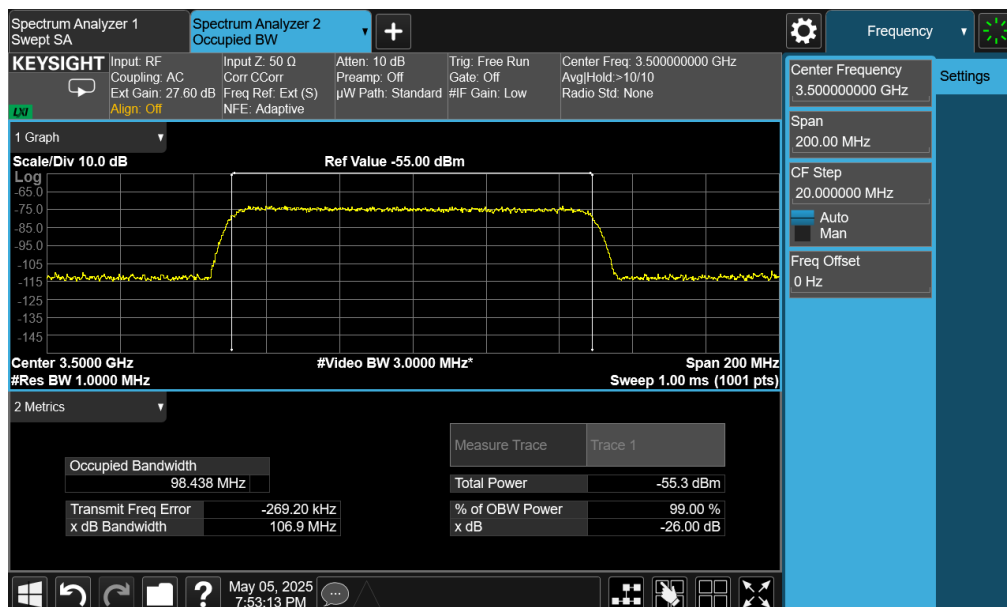 Spectrum Analyzer 1
Swept SA
Spectrum Analyzer 2
Occupied BW
Frequency
KEYSIGHT
LXI
Input: RF
Coupling: AC
Ext Gain: 27.60 dB
Align: Off
Input Z: 50 Ω
Corr CCorr
Freq Ref: Ext (S)
NFE: Adaptive
Atten: 10 dB
Preamp: Off
µW Path: Standard
Trig: Free Run
Gate: Off
#IF Gain: Low
Center Freq: 3.500000000 GHz
Avg|Hold:>10/10
Radio Std: None
Center Frequency
3.500000000 GHz
Settings
Span
200.00 MHz
CF Step
20.000000 MHz
Auto
Man
Freq Offset
0 Hz
1 Graph
Scale/Div 10.0 dB
Ref Value -55.00 dBm
Log
-65.0
-75.0
-85.0
-95.0
-105
-115
-125
-135
-145
Center 3.5000 GHz
#Video BW 3.0000 MHz*
Span 200 MHz
#Res BW 1.0000 MHz
Sweep 1.00 ms (1001 pts)
2 Metrics
Measure Trace
Trace 1
Occupied Bandwidth
98.438 MHz
Total Power
-55.3 dBm
Transmit Freq Error
-269.20 kHz
% of OBW Power
99.00 %
x dB Bandwidth
106.9 MHz
x dB
-26.00 dB
?
May 05, 2025
7:53:13 PM